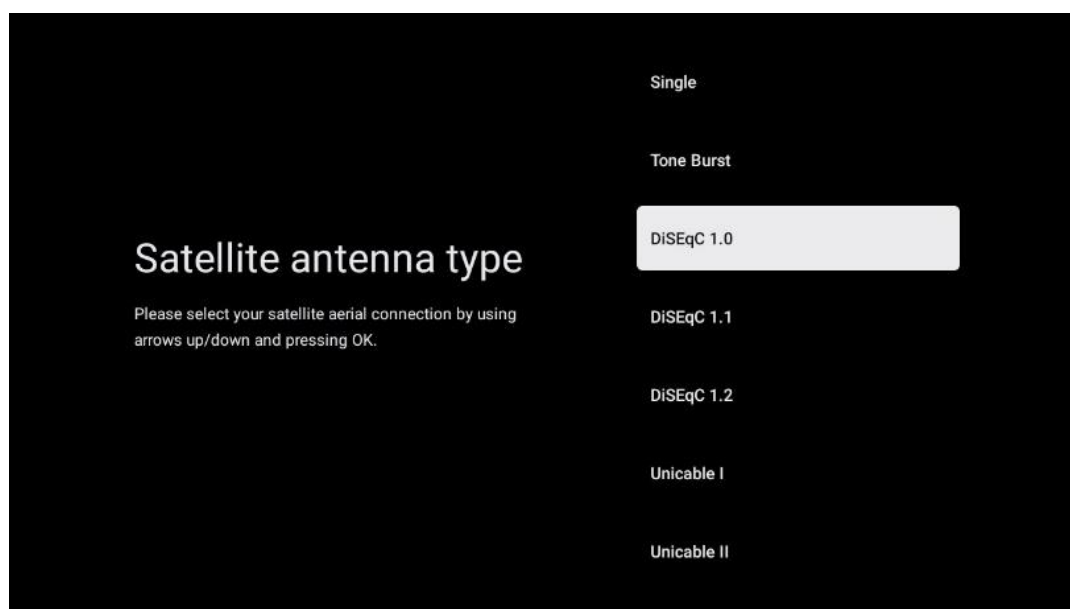 Satellite antenna type
Please select your satellite aerial connection by using
arrows up/down and pressing OK.
Single
Tone Burst
DiSEqC 1.0
DiSEqC 1.1
DiSEqC 1.2
Unicable I
Unicable II